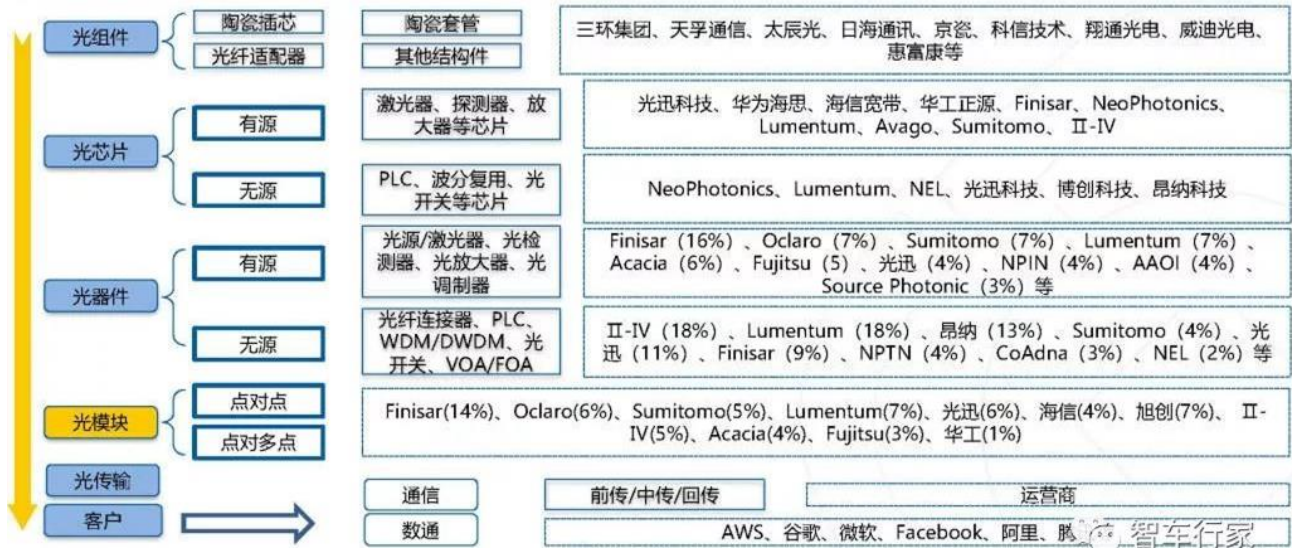 光组件
陶瓷插芯
陶瓷套管
光纤适配器
其他结构件
三环集团、天孚通信、太辰光、日海通讯、京瓷、科信技术、翔通光电、威迪光电、
惠富康等
光芯片
有源
激光器、探测器、放
大器等芯片
光迅科技、华为海思、海信宽带、华工正源、Finisar、NeoPhotonics、
Lumentum、Avago、Sumitomo、 Ⅱ-IV
无源
PLC、波分复用、光
开关等芯片
NeoPhotonics、Lumentum、NEL、光迅科技、博创科技、昂纳科技
光器件
有源
光源/激光器、光检
测器、光放大器、光
调制器
Finisar（16%）、Oclaro（7%）、Sumitomo（7%）、Lumentum（7%）、
Acacia（6%）、Fujitsu（5）、光迅（4%）、NPIN（4%）、AAOI（4%）、
Source Photonic（3%）等
无源
光纤连接器、PLC、
WDM/DWDM、光
开关、VOA/FOA
Ⅱ-IV（18%）、Lumentum（18%）、昂纳（13%）、Sumitomo（4%）、光
迅（11%）、Finisar（9%）、NPTN（4%）、CoAdna（3%）、NEL（2%）等
光模块
点对点
点对多点
Finisar(14%)、Oclaro(6%)、Sumitomo(5%)、Lumentum(7%)、光迅(6%)、海信(4%)、旭创(7%)、 Ⅱ-
IV(5%)、Acacia(4%)、Fujitsu(3%)、华工(1%)
光传输
通信
前传/中传/回传
运营商
客户
数通
AWS、谷歌、微软、Facebook、阿里、腾
智车行家